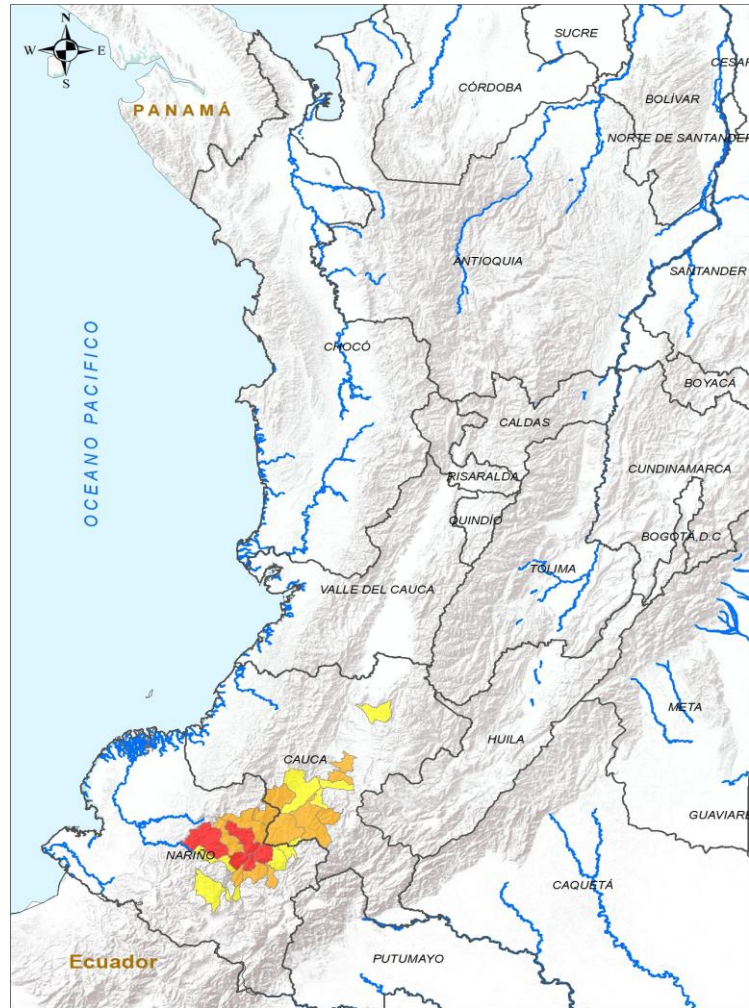 N
W E
S
SUCRE
CESAR
CÓRDOBA
BOLÍVAR
PANAMÁ
NORTE DE SANTANDER
ANTIOQUIA
SANTANDER
OCEANO PACIFICO
CHOCÓ
BOYACÁ
CALDAS
CUNDINAMARCA
RISARALDA
QUINDÍO
BOGOTÁ,D.C
TOLIMA
VALLE DEL CAUCA
META
HUILA
CAUCA
GUAVIARE
NARIÑO
CAQUETÁ
Ecuador
PUTUMAYO